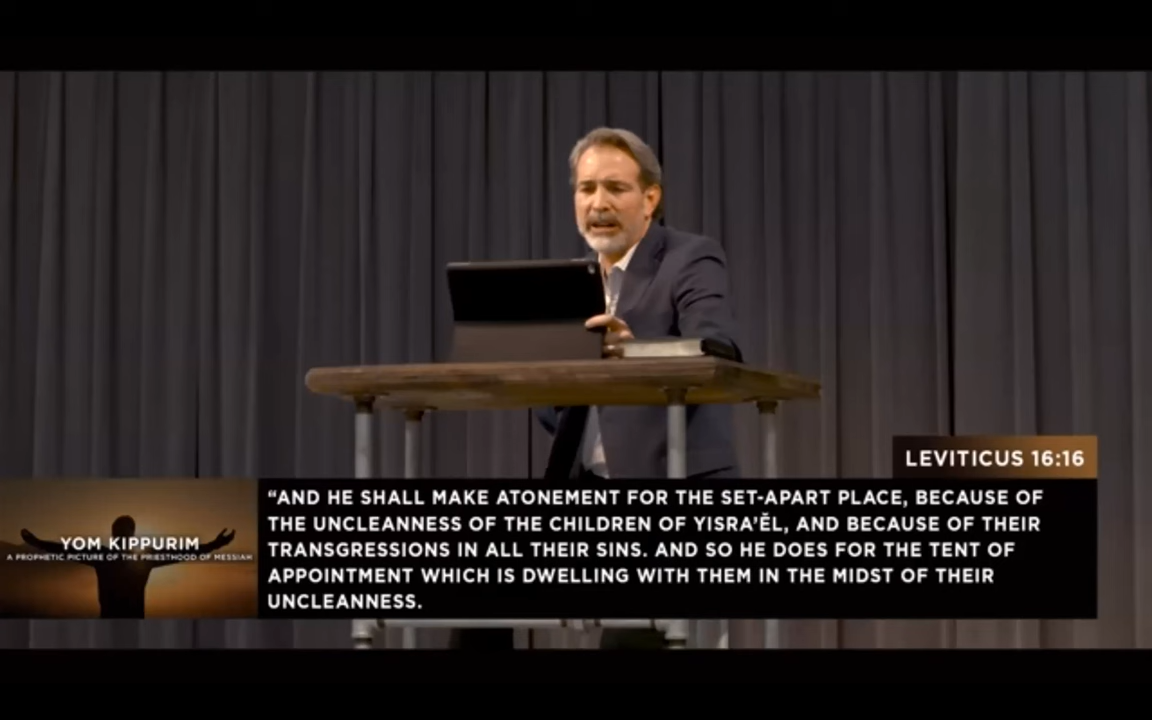 LEVITICUS 16:16
YOM KIPPURIM
A PROPHETIC PICTURE OF THE PRIESTHOOD OF MESSIAH
“AND HE SHALL MAKE ATONEMENT FOR THE SET-APART PLACE, BECAUSE OF
THE UNCLEANNESS OF THE CHILDREN OF YISRA’ĚL, AND BECAUSE OF THEIR
TRANSGRESSIONS IN ALL THEIR SINS. AND SO HE DOES FOR THE TENT OF
APPOINTMENT WHICH IS DWELLING WITH THEM IN THE MIDST OF THEIR
UNCLEANNESS.